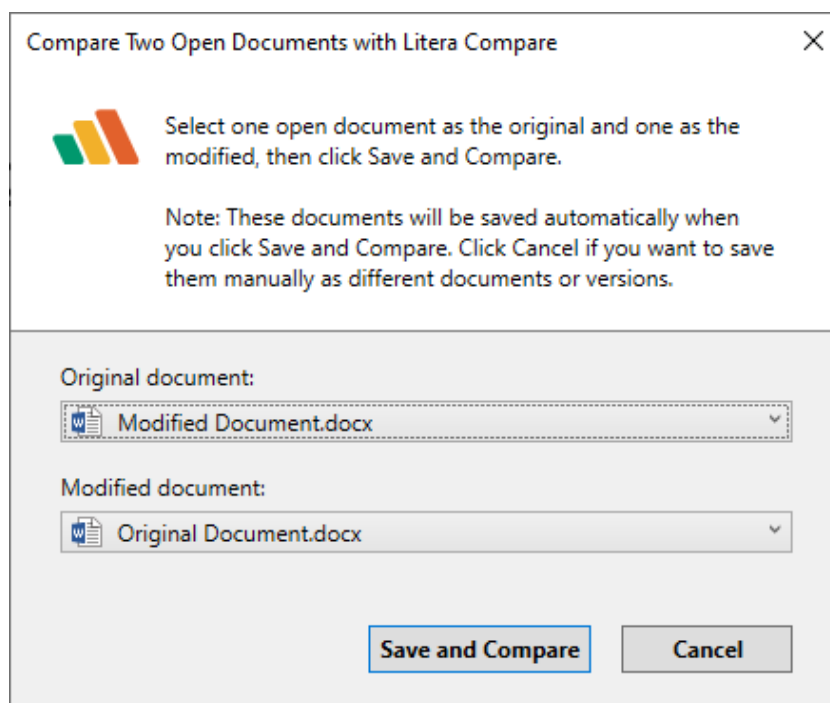 Compare Two Open Documents with Litera Compare
Select one open document as the original and one as the
modified, then click Save and Compare.
Note: These documents will be saved automatically when
you click Save and Compare. Click Cancel if you want to save
them manually as different documents or versions.
Original document:
Modified Document.docx
Modified document:
Original Document.docx
Save and Compare
Cancel